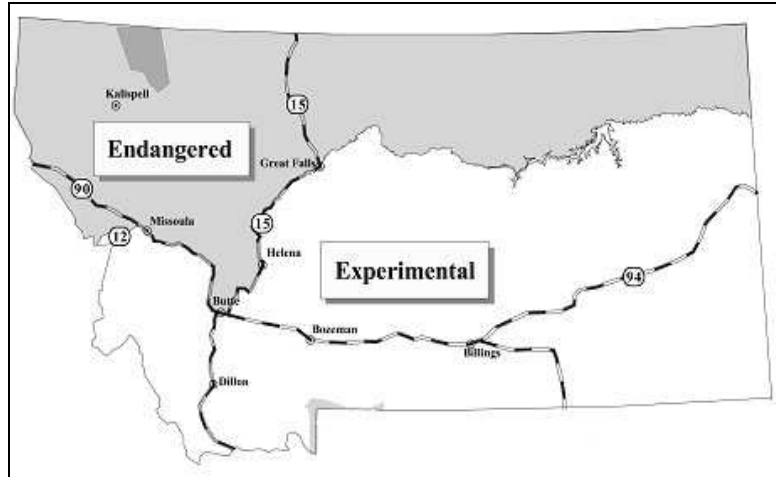 Kalispell
15
Endangered
Great Falls
90
Missoula
12
15
Helena
Experimental
94
Butte
Bozeman
Billings
Dillon